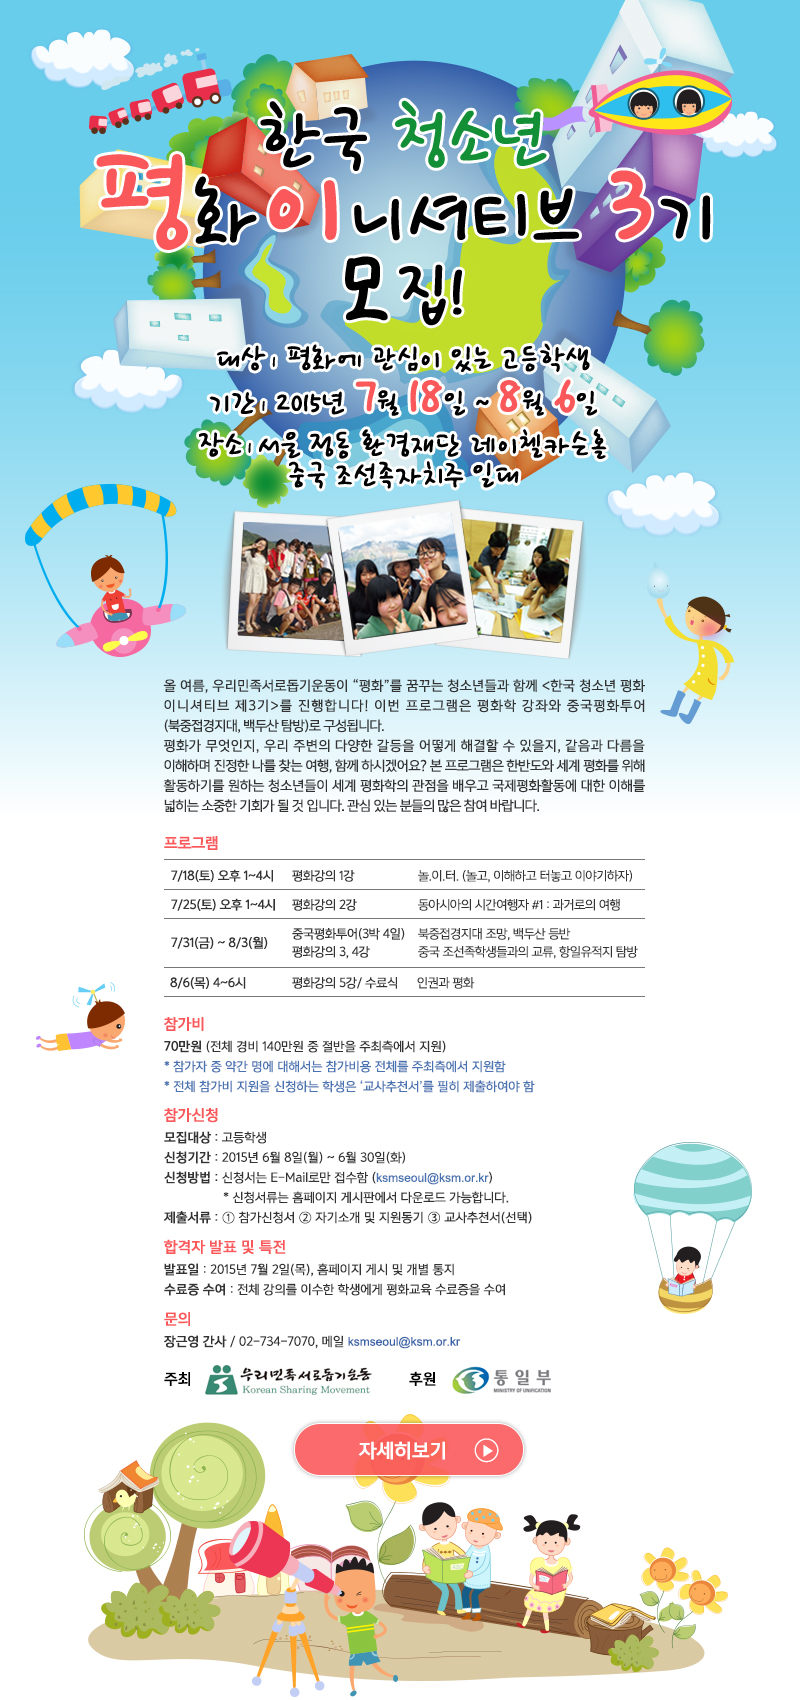 한국 청소년
평화이니셔티브 3기
모집!
대상 : 평화에 관심이 있는 고등학생
기간 : 2015년 7월 18일 ~ 8월 6일
장소 : 서울 정동 환경재단 레이첼카슨홀
중국 조선족자치주 일대
올 여름, 우리민족서로돕기운동이 “평화”를 꿈꾸는 청소년들과 함께 <한국 청소년 평화
이니셔티브 제3기>를 진행합니다! 이번 프로그램은 평화학 강좌와 중국평화투어
(북중접경지대, 백두산 탐방)로 구성됩니다.
평화가 무엇인지, 우리 주변의 다양한 갈등을 어떻게 해결할 수 있을지, 같음과 다름을
이해하며 진정한 나를 찾는 여행, 함께 하시겠어요? 본 프로그램은 한반도와 세계 평화를 위해
활동하기를 원하는 청소년들이 세계 평화학의 관점을 배우고 국제평화활동에 대한 이해를
넓히는 소중한 기회가 될 것 입니다. 관심 있는 분들의 많은 참여 바랍니다.
프로그램
7/18(토) 오후 1~4시 평화강의 1강 놀.이.터. (놀고, 이해하고 터놓고 이야기하자)
7/25(토) 오후 1~4시 평화강의 2강 동아시아의 시간여행자 #1 : 과거로의 여행
7/31(금) ~ 8/3(월) 중국평화투어(3박 4일) 북중접경지대 조망, 백두산 등반
평화강의 3, 4강 중국 조선족학생들과의 교류, 항일유적지 탐방
8/6(목) 4~6시 평화강의 5강/ 수료식 인권과 평화
참가비
70만원 (전체 경비 140만원 중 절반을 주최측에서 지원)
* 참가자 중 약간 명에 대해서는 참가비용 전체를 주최측에서 지원함
* 전체 참가비 지원을 신청하는 학생은 ‘교사추천서’를 필히 제출하여야 함
참가신청
모집대상 : 고등학생
신청기간 : 2015년 6월 8일(월) ~ 6월 30일(화)
신청방법 : 신청서는 E-Mail로만 접수함 (ksmseoul@ksm.or.kr)
* 신청서류는 홈페이지 게시판에서 다운로드 가능합니다.
제출서류 : ① 참가신청서 ② 자기소개 및 지원동기 ③ 교사추천서(선택)
합격자 발표 및 특전
발표일 : 2015년 7월 2일(목), 홈페이지 게시 및 개별 통지
수료증 수여 : 전체 강의를 이수한 학생에게 평화교육 수료증을 수여
문의
장근영 간사 / 02-734-7070, 메일 ksmseoul@ksm.or.kr
주최 우리민족서로돕기운동 후원 통일부
Korean Sharing Movement MINISTRY OF UNIFICATION
자세히보기